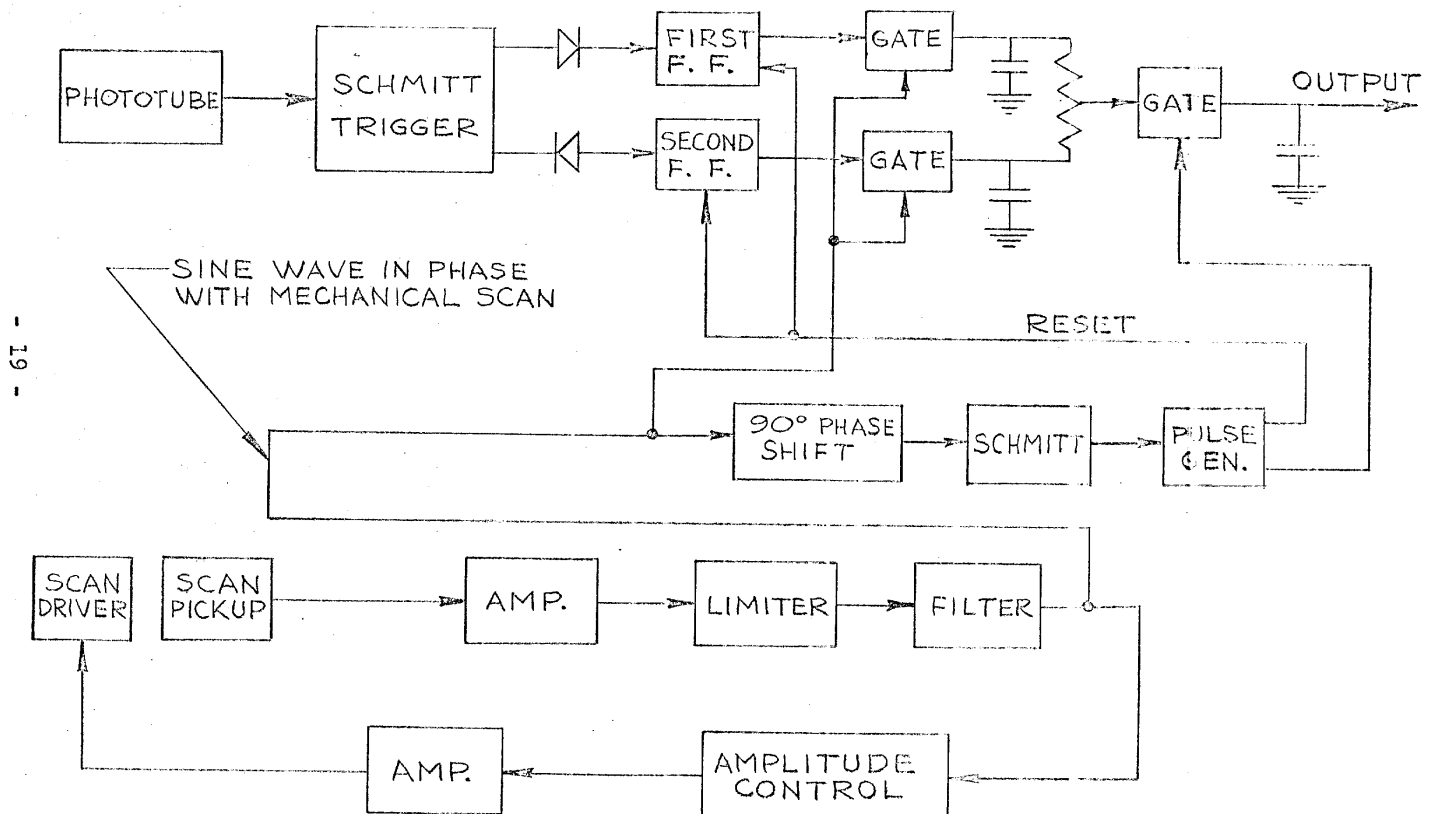 PHOTOTUBE
SCHMITT
TRIGGER
FIRST
F. F.
GATE
SECOND
F. F.
GATE
GATE
OUTPUT
SINE WAVE IN PHASE
WITH MECHANICAL SCAN
RESET
- 19 -
90° PHASE
SHIFT
SCHMITT
PULSE
GEN.
SCAN
DRIVER
SCAN
PICKUP
AMP.
LIMITER
FILTER
AMP.
AMPLITUDE
CONTROL